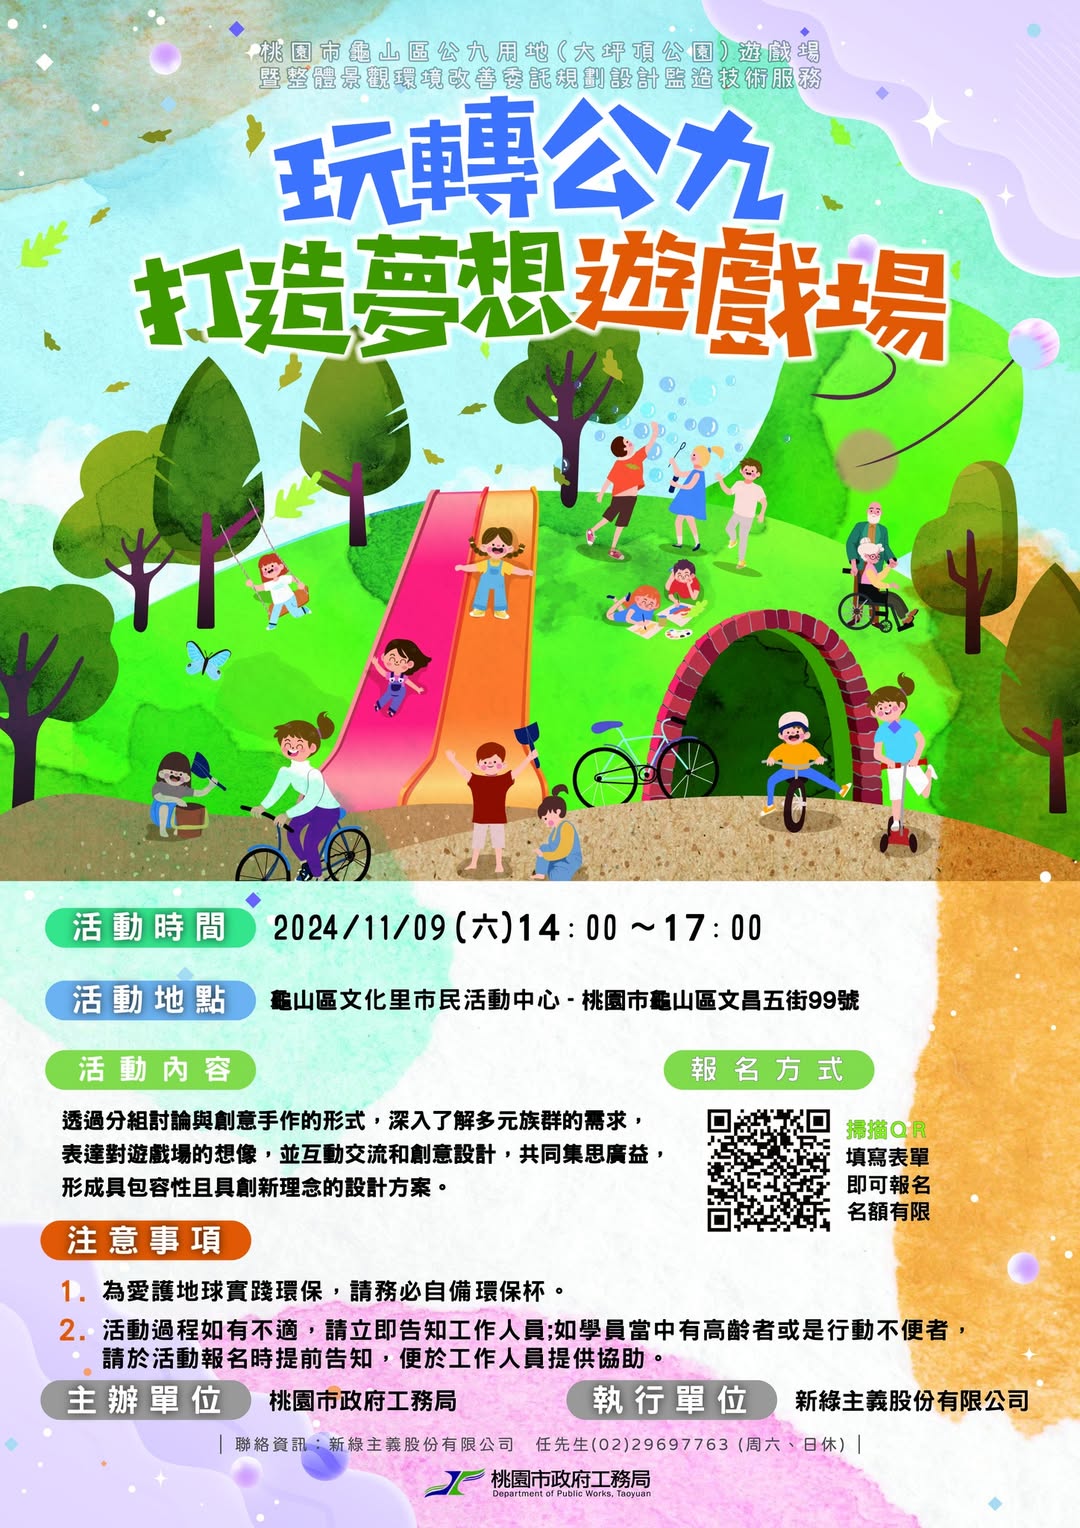 桃園市龜山區公九用地(大坪頂公園)遊戲場
暨整體景觀環境改善委託規劃設計監造技術服務
玩轉公九
打造夢想遊戲場
活動時間 2024/11/09(六)14:00～17:00
活動地點 龜山區文化里市民活動中心-桃園市龜山區文昌五街99號
活動內容
透過分組討論與創意手作的形式，深入了解多元族群的需求，
表達對遊戲場的想像，並互動交流和創意設計，共同集思廣益，
形成具包容性且具創新理念的設計方案。
報名方式
掃描QR
填寫表單
即可報名
名額有限
注意事項
1. 為愛護地球實踐環保，請務必自備環保杯。
2. 活動過程如有不適，請立即告知工作人員;如學員當中有高齡者或是行動不便者，
請於活動報名時提前告知，便於工作人員提供協助。
主辦單位 桃園市政府工務局 執行單位 新綠主義股份有限公司
| 聯絡資訊：新綠主義股份有限公司 任先生(02)29697763 (周六、日休) |
桃園市政府工務局
Department of Public Works, Taoyuan